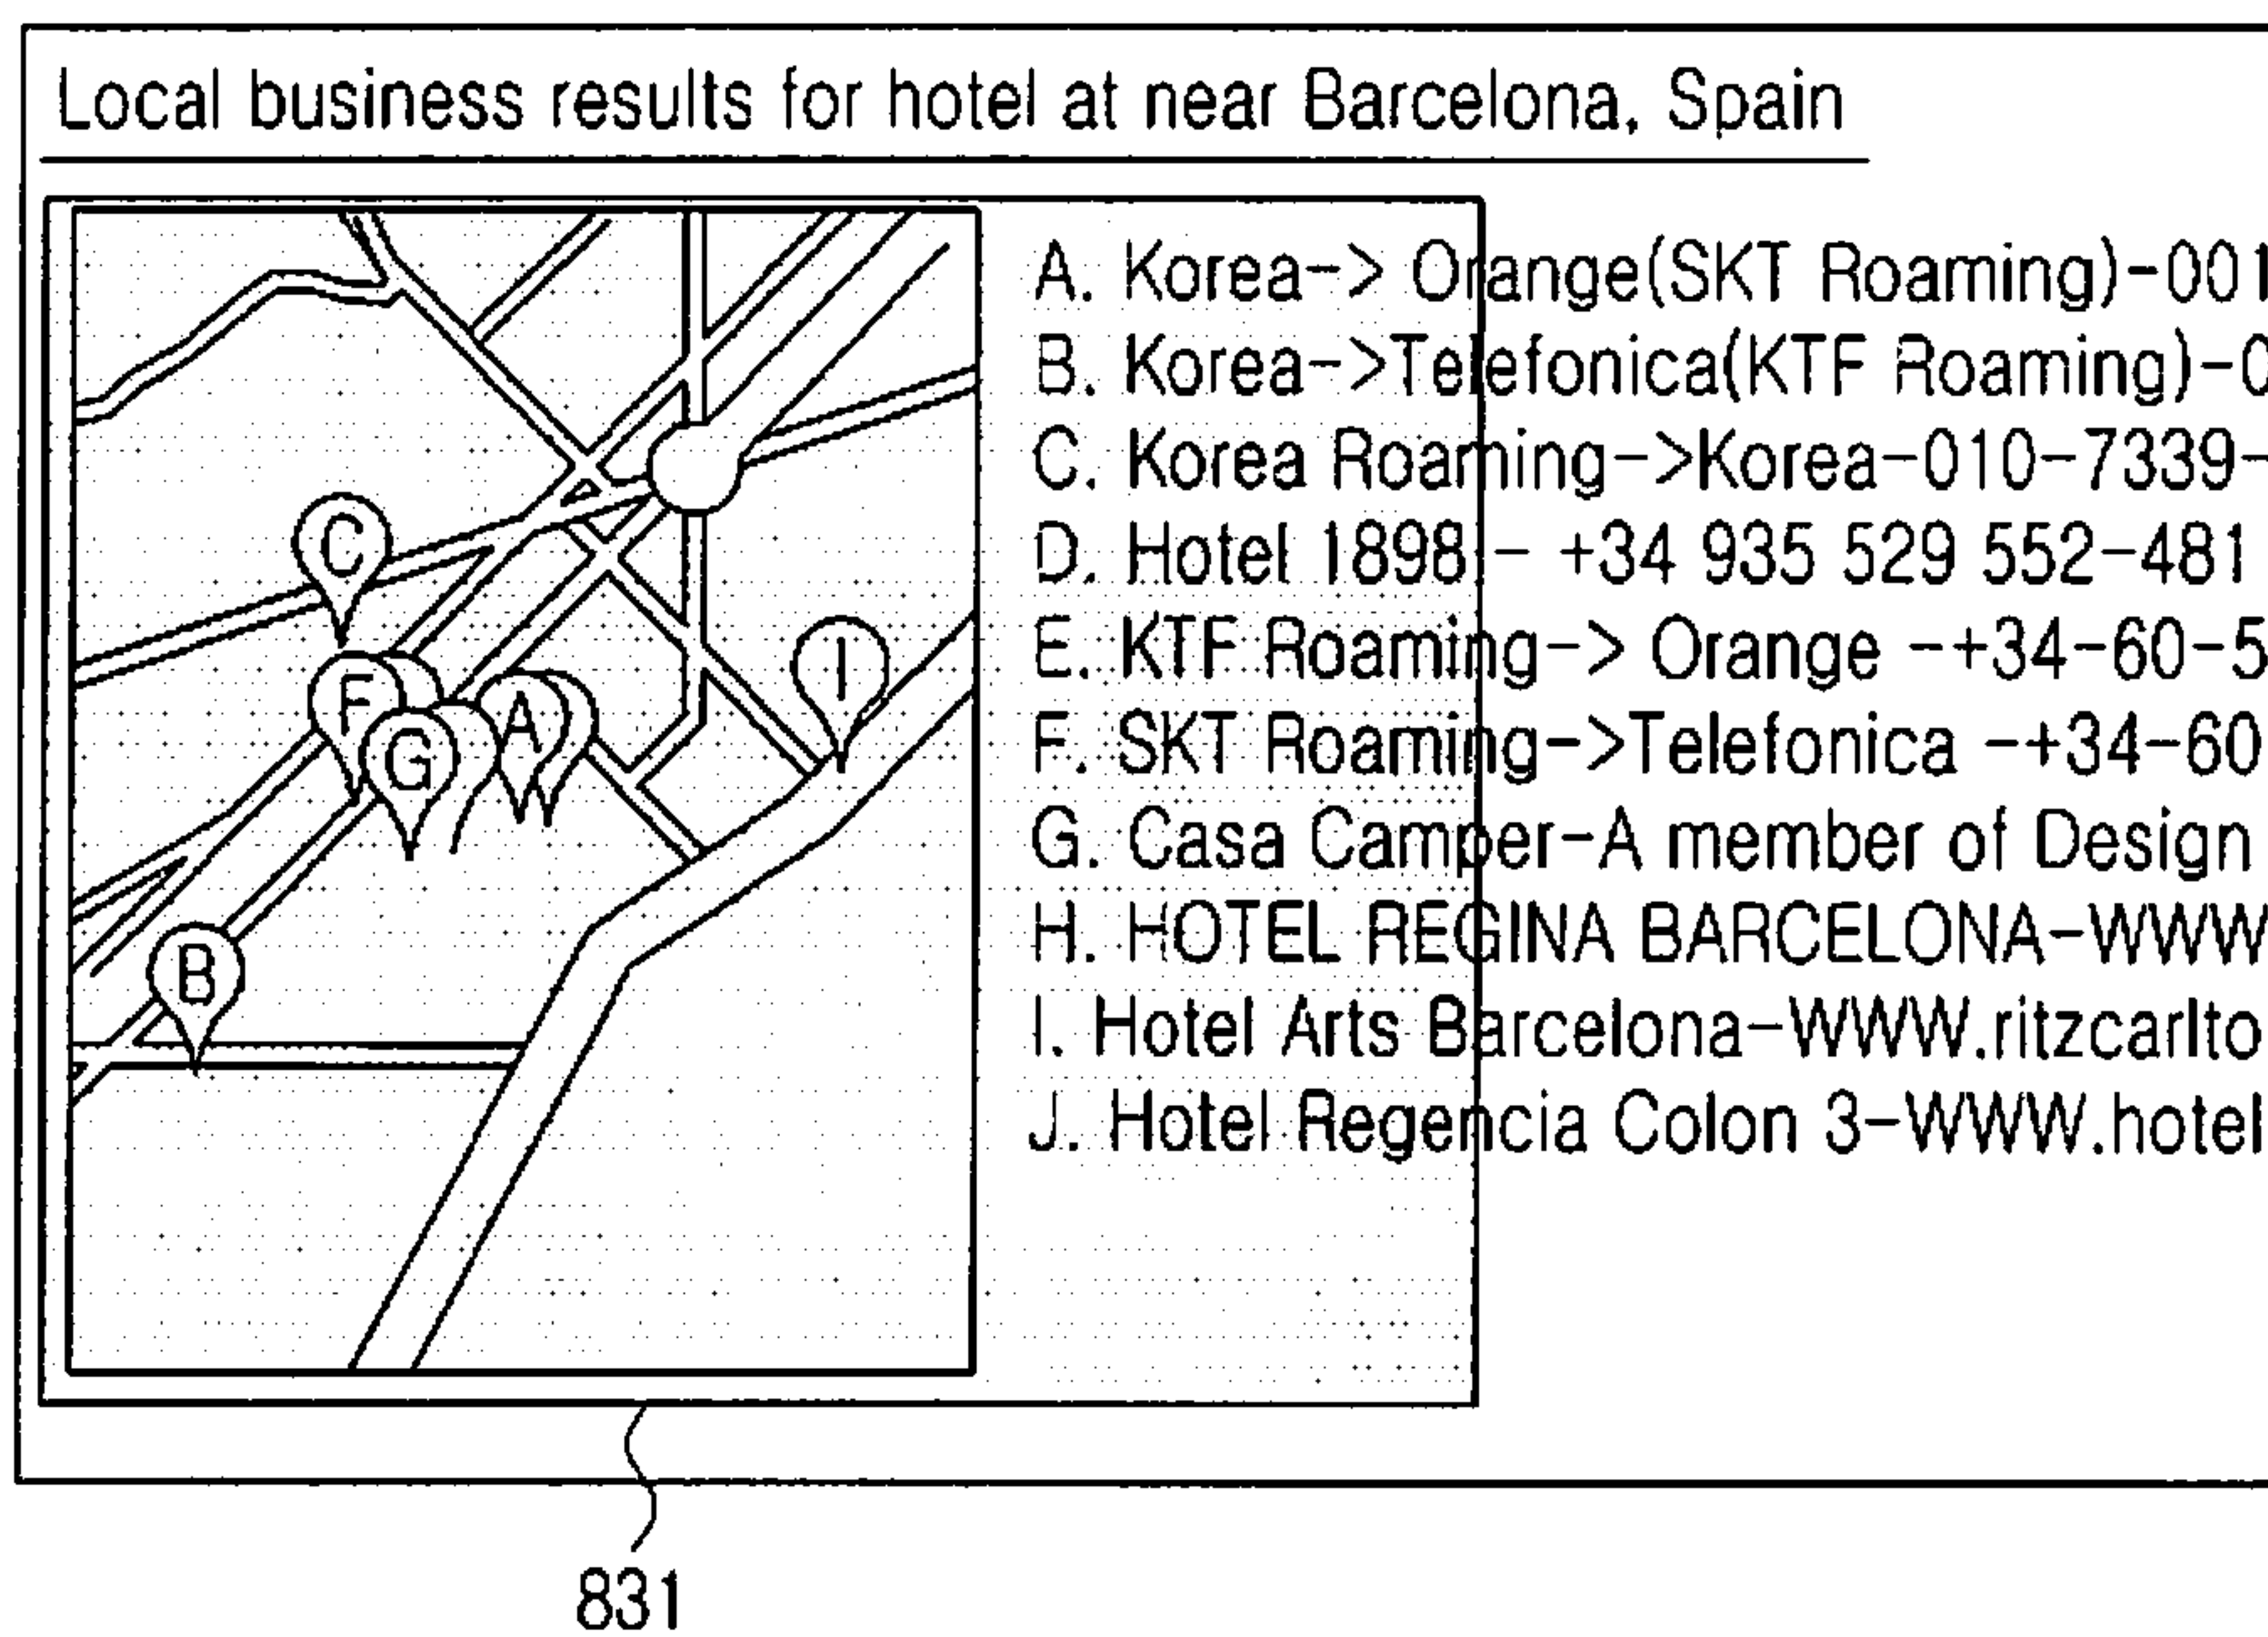 Local business results for hotel at near Barcelona, Spain
A. Korea-> Orange(SKT Roaming)-001
B. Korea->Telefonica(KTF Roaming)-0
C. Korea Roaming->Korea-010-7339-
D. Hotel 1898 - +34 935 529 552-481
E. KTF Roaming-> Orange -+34-60-5
F. SKT Roaming->Telefonica -+34-60
G. Casa Camper-A member of Design
H. HOTEL REGINA BARCELONA-WWW
I. Hotel Arts Barcelona-WWW.ritzcarlto
J. Hotel Regencia Colon 3-WWW.hotel
C
I
F
A
G
B
831